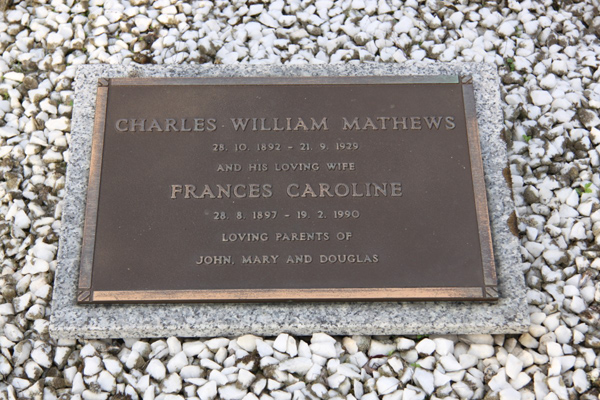 CHARLES WILLIAM MATHEWS
28. 10. 1892 - 21. 9. 1929
AND HIS LOVING WIFE
FRANCES CAROLINE
28. 8. 1897 - 19. 2. 1990
LOVING PARENTS OF
JOHN, MARY AND DOUGLAS